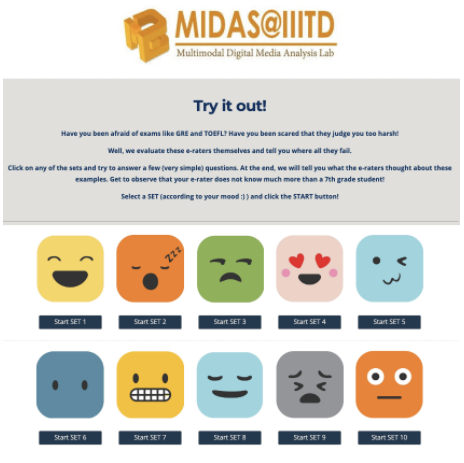 MIDAS@IIITD
Multimodal Digital Media Analysis Lab
Try it out!
Have you been afraid of exams like GRE and TOEFL? Have you been scared that they judge you too harsh!
Well, we evaluate these e-raters themselves and tell you where all they fail.
Click on any of the sets and try to answer a few (very simple) questions. At the end, we will tell you what the e-raters thought about these
examples. Get to observe that your e-rater does not know much more than a 7th grade student!
Select a SET (according to your mood :) ) and click the START button!
zzz
Start SET 1 Start SET 2 Start SET 3 Start SET 4 Start SET 5
Start SET 6 Start SET 7 Start SET 8 Start SET 9 Start SET 10